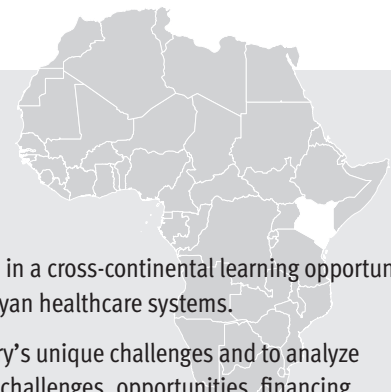 in a cross-continental learning opportun
yan healthcare systems.
ry’s unique challenges and to analyze
challenges, opportunities, financing